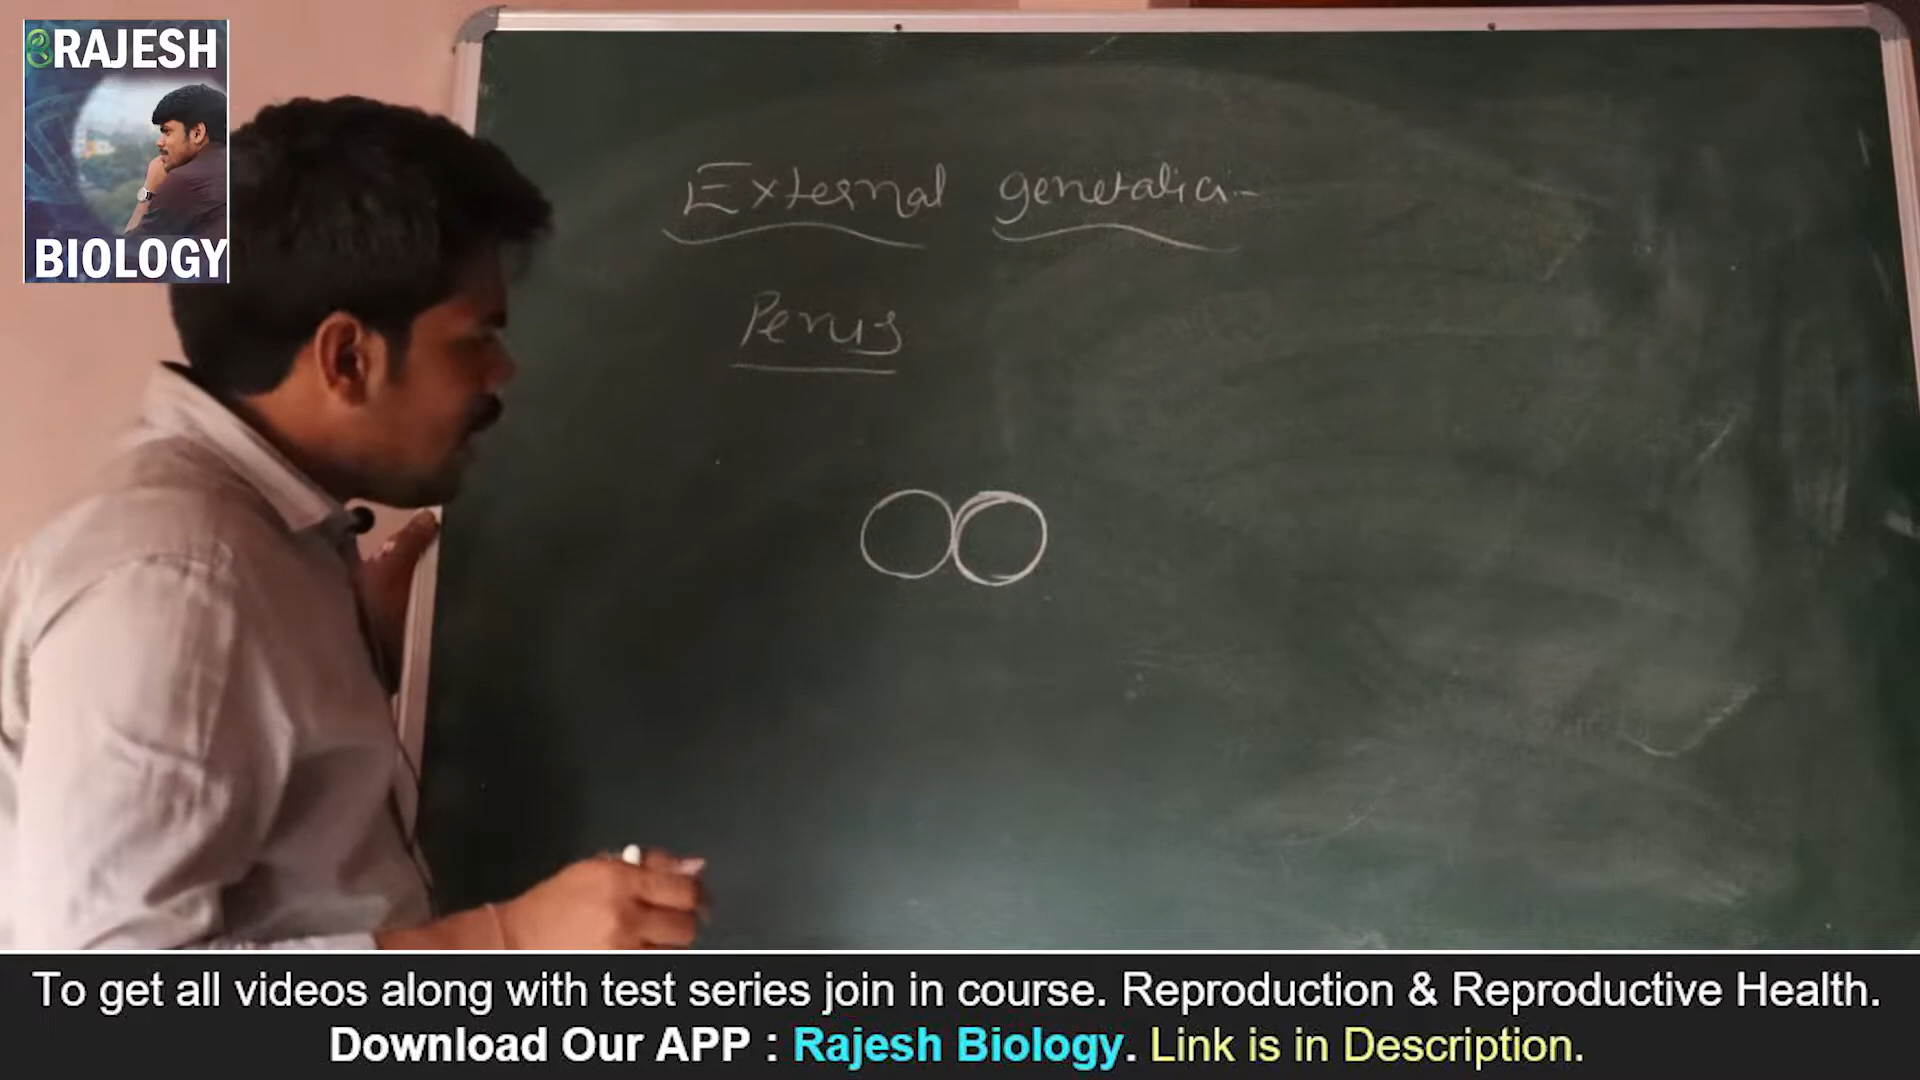 RAJESH
BIOLOGY
External genetalia
Penis
To get all videos along with test series join in course. Reproduction & Reproductive Health.
Download Our APP : Rajesh Biology. Link is in Description.